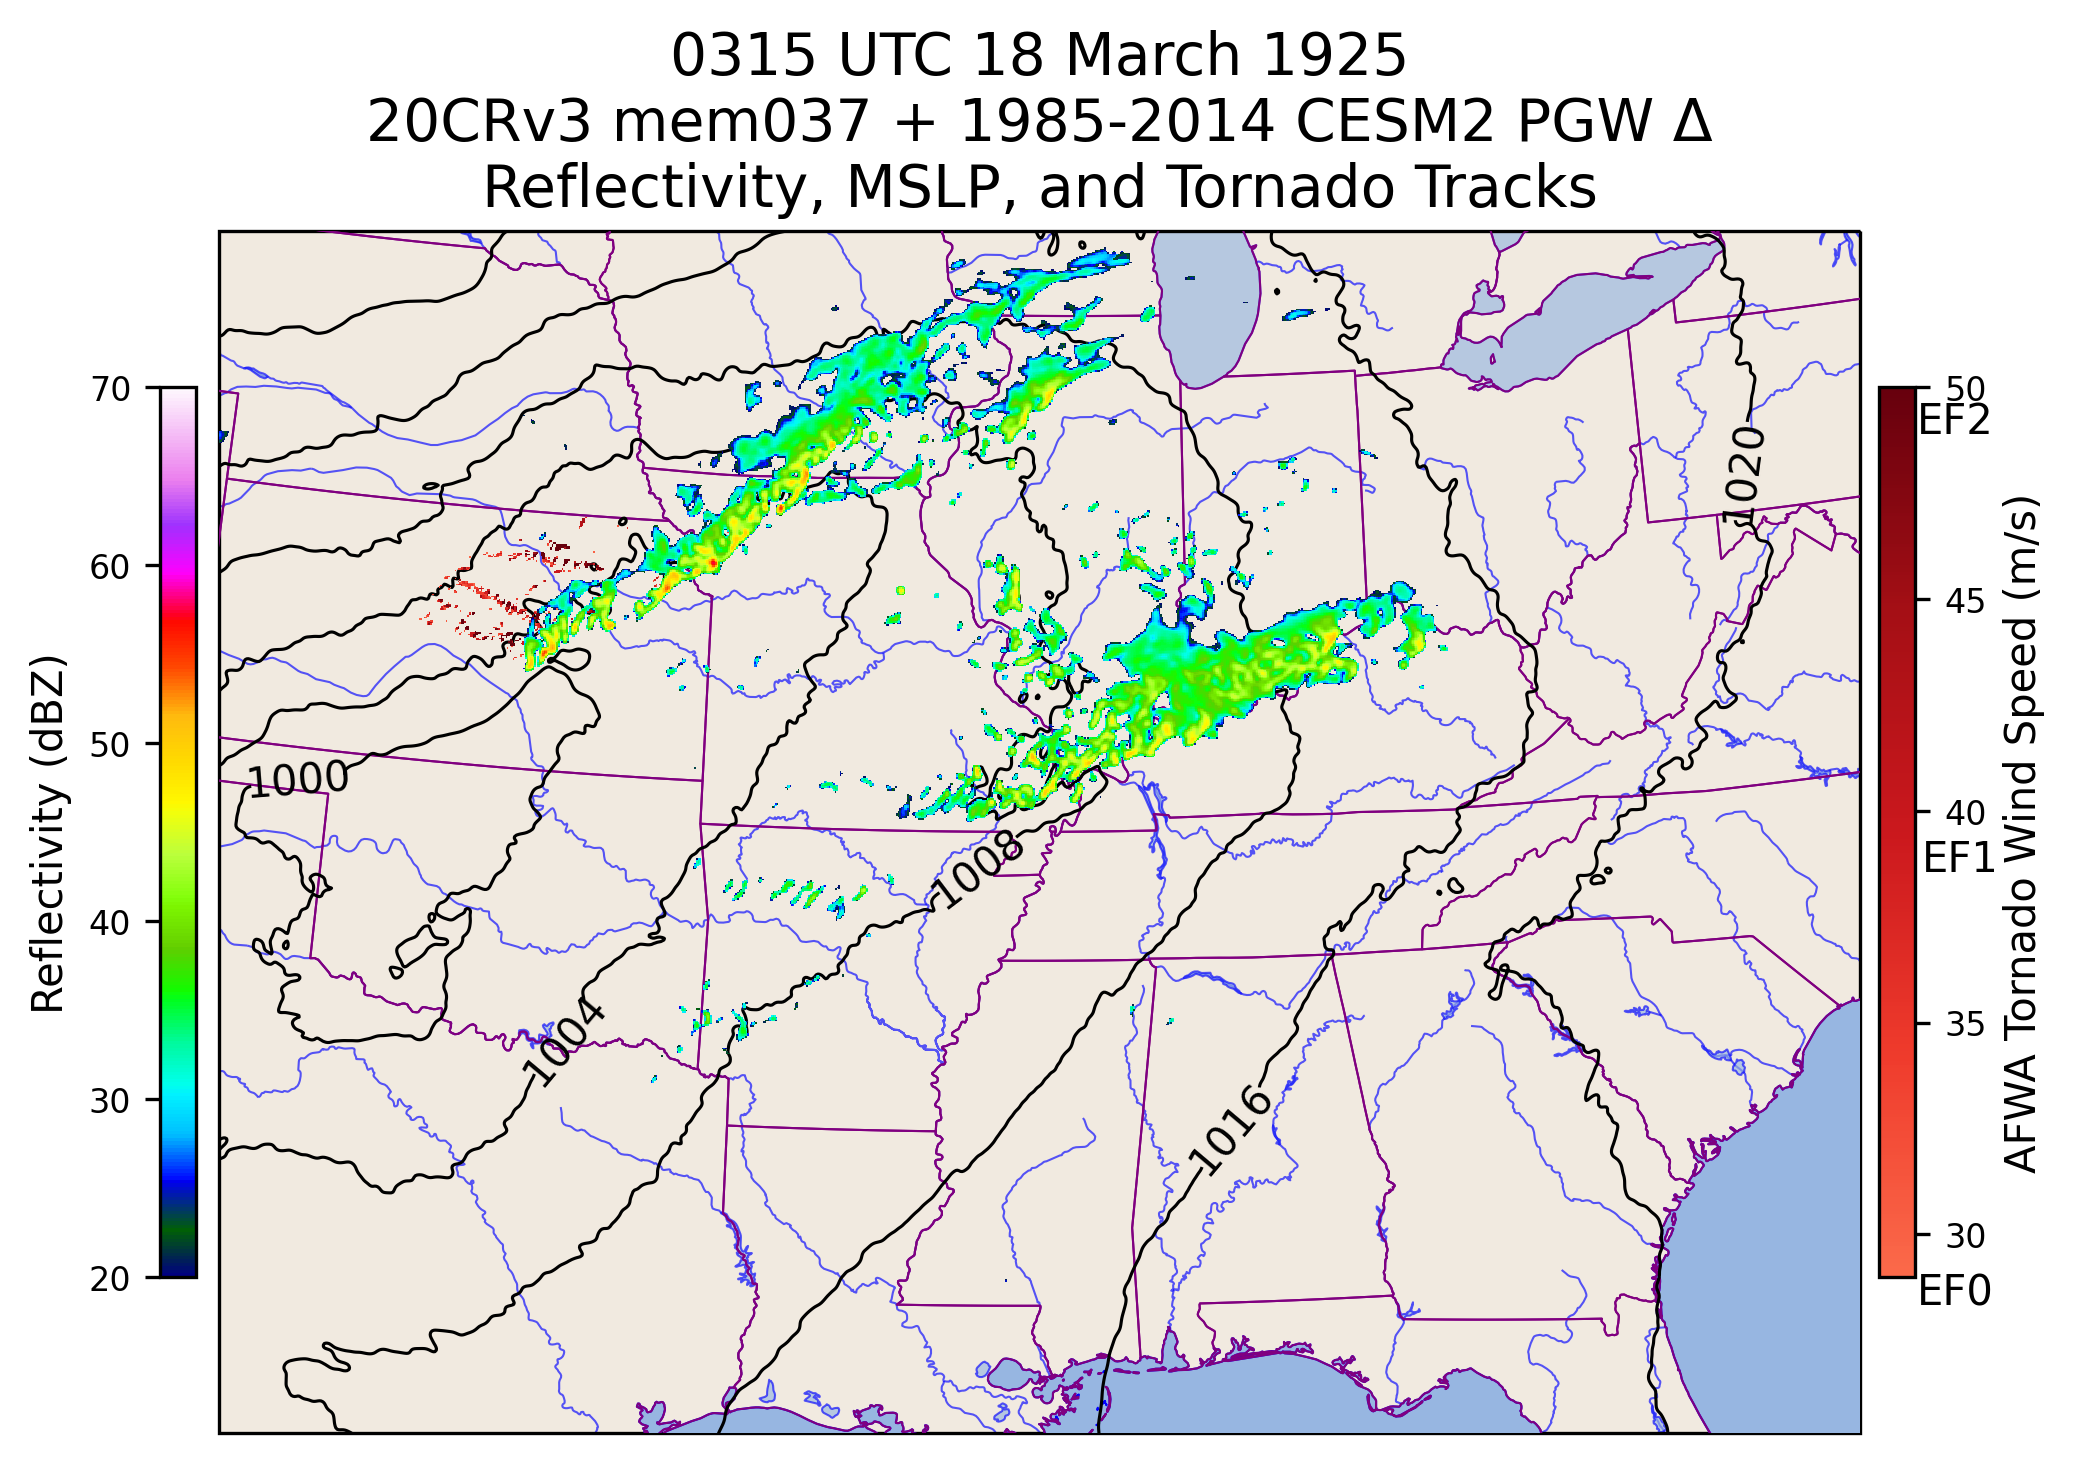 0315 UTC 18 March 1925
20CRv3 mem037 + 1985-2014 CESM2 PGW Δ
Reflectivity, MSLP, and Tornado Tracks
70
60
50
40
30
20
Reflectivity (dBZ)
1000
1004
1008
1016
1020
50
EF2
45
40
EF1
35
30
EF0
AFWA Tornado Wind Speed (m/s)